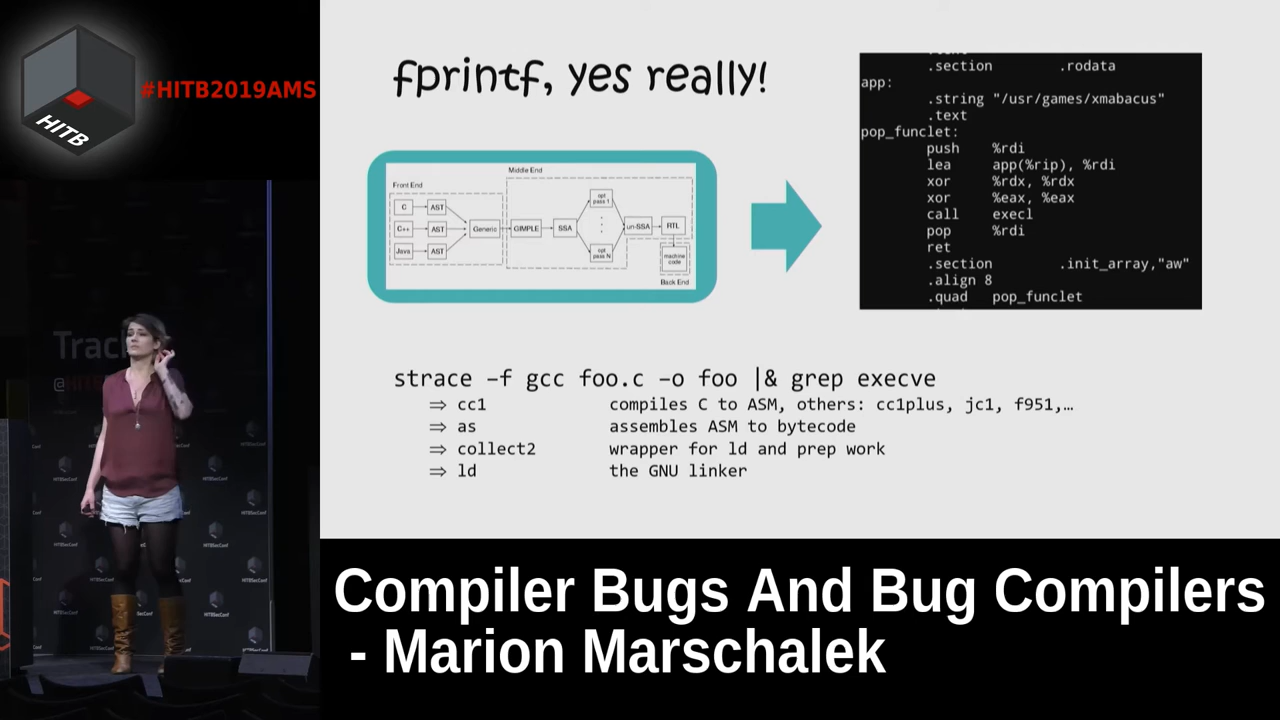 HITB
#HITB2019AMS
Track
@HITB
fprintf, yes really!
Front End
Middle End
C
AST
C++
AST
Java
AST
Generic
GIMPLE
SSA
opt pass 1
opt pass N
un-SSA
RTL
machine code
Back End
.section .rodata
app:
.string "/usr/games/xmabacus"
.text
pop_funclet:
push %rdi
lea app(%rip), %rdi
xor %rdx, %rdx
xor %eax, %eax
call execl
pop %rdi
ret
.section .init_array,"aw"
.align 8
.quad pop_funclet
strace –f gcc foo.c –o foo |& grep execve
⇒ cc1 compiles C to ASM, others: cc1plus, jc1, f951,…
⇒ as assembles ASM to bytecode
⇒ collect2 wrapper for ld and prep work
⇒ ld the GNU linker
Compiler Bugs And Bug Compilers
- Marion Marschalek